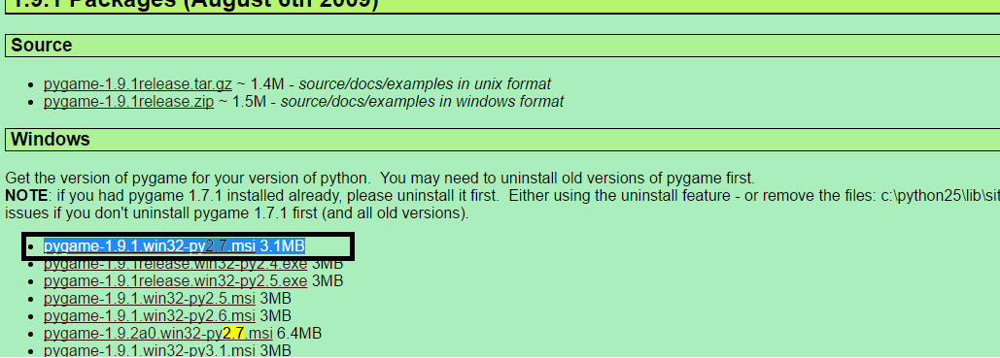 1.9.1 Packages (August 6th 2009)
Source
pygame-1.9.1release.tar.gz ~ 1.4M - source/docs/examples in unix format
pygame-1.9.1release.zip ~ 1.5M - source/docs/examples in windows format
Windows
Get the version of pygame for your version of python. You may need to uninstall old versions of pygame first.
NOTE: if you had pygame 1.7.1 installed already, please uninstall it first. Either using the uninstall feature - or remove the files: c:\python25\lib\sit
issues if you don't uninstall pygame 1.7.1 first (and all old versions).
pygame-1.9.1.win32-py2.7.msi 3.1MB
pygame-1.9.1release.win32-py2.4.exe 3MB
pygame-1.9.1release.win32-py2.5.exe 3MB
pygame-1.9.1.win32-py2.5.msi 3MB
pygame-1.9.1.win32-py2.6.msi 3MB
pygame-1.9.2a0.win32-py2.7.msi 6.4MB
pygame-1.9.1.win32-py3.1.msi 3MB